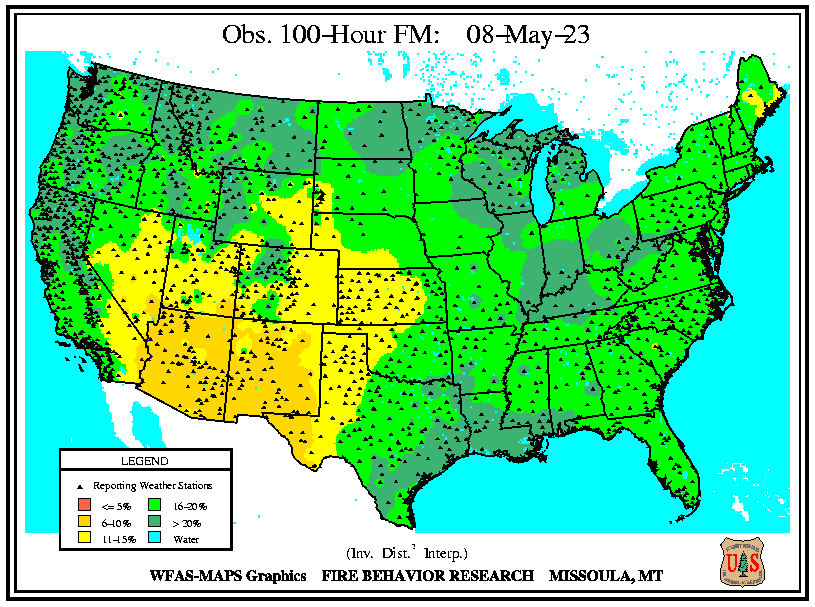 Obs. 100-Hour FM: 08-May-23
LEGEND
Reporting Weather Stations
<= 5%
16-20%
6-10%
> 20%
11-15%
Water
(Inv. Dist.² Interp.)
WFAS-MAPS Graphics FIRE BEHAVIOR RESEARCH MISSOULA, MT
U S